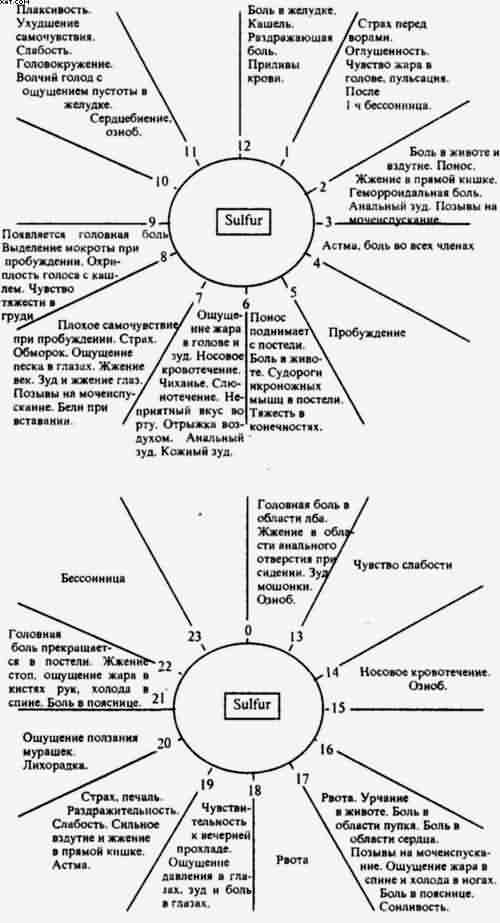 XAT.COM
Плаксивость.
Ухудшение
самочувствия.
Слабость.
Головокружение.
Волчий голод с
ощущением пустоты в
желудке.
Сердцебиение,
озноб.
Боль в желудке.
Кашель.
Раздражающая
боль.
Приливы
крови.
Страх перед
ворами.
Оглушенность.
Чувство жара в
голове, пульсация.
После
1 ч бессонница.
Боль в животе и
вздутие. Понос.
Жжение в прямой кишке.
Геморроидальная боль.
Анальный зуд. Позывы на
мочеиспускание.
Астма, боль во всех членах
Пробуждение
Понос
поднимает
с постели.
Боль в живо-
те. Судороги
икроножных
мышц в постели.
Тяжесть в
конечностях.
Ощуще-
ние жара
в голове и
зуд. Носовое
кровотечение.
Чиханье. Слю-
нотечение. Не-
приятный вкус во
рту. Отрыжка воз-
духом. Анальный
зуд. Кожный зуд.
Плохое самочувствие
при пробуждении. Страх.
Обморок. Ощущение
песка в глазах. Жжение
век. Зуд и жжение глаз.
Позывы на мочеиспу-
скание. Бели при
вставании.
Появляется головная боль
Выделение мокроты при
пробуждении. Охри-
плость голоса с каш-
лем. Чувство
тяжести в
груди
12
1
2
3
4
5
6
7
8
9
10
11
Sulfur
Головная боль в
области лба.
Жжение в обла-
сти анального
отверстия при
сидении. Зуд
мошонки.
Озноб.
Чувство слабости
Носовое кровотечение.
Озноб.
Рвота. Урчание
в животе. Боль в
области пупка. Боль в
области сердца.
Позывы на мочеиспуска-
ние. Ощущение жара в
спине и холода в ногах.
Боль в пояснице.
Сонливость.
Рвота
Чувстви-
тельность
к вечерней
прохладе.
Ощущение
давления в гла-
зах, зуд и боль
в глазах.
Страх, печаль.
Раздражительность.
Слабость. Сильное
вздутие и жжение
в прямой кишке.
Астма.
Ощущение ползания
мурашек.
Лихорадка.
Головная
боль прекращает-
ся в постели. Жжение
стоп, ощущение жара в
кистях рук, холода в
спине. Боль в пояснице.
Бессонница
0
13
14
15
16
17
18
19
20
21
22
23
Sulfur